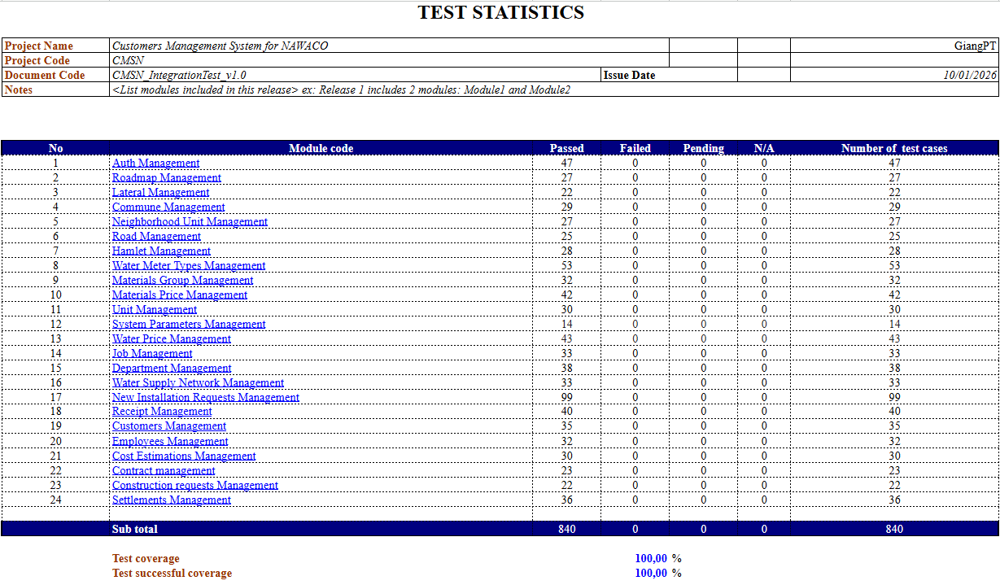 TEST STATISTICS
Project Name Customers Management System for NAWACO GiangPT
Project Code CMSN
Document Code CMSN_IntegrationTest_v1.0 Issue Date 10/01/2026
Notes <List modules included in this release> ex: Release 1 includes 2 modules: Module1 and Module2
No Module code Passed Failed Pending N/A Number of test cases
1 Auth Management 47 0 0 0 47
2 Roadmap Management 27 0 0 0 27
3 Lateral Management 22 0 0 0 22
4 Commune Management 29 0 0 0 29
5 Neighborhood Unit Management 27 0 0 0 27
6 Road Management 25 0 0 0 25
7 Hamlet Management 28 0 0 0 28
8 Water Meter Types Management 53 0 0 0 53
9 Materials Group Management 32 0 0 0 32
10 Materials Price Management 42 0 0 0 42
11 Unit Management 30 0 0 0 30
12 System Parameters Management 14 0 0 0 14
13 Water Price Management 43 0 0 0 43
14 Job Management 33 0 0 0 33
15 Department Management 38 0 0 0 38
16 Water Supply Network Management 33 0 0 0 33
17 New Installation Requests Management 99 0 0 0 99
18 Receipt Management 40 0 0 0 40
19 Customers Management 35 0 0 0 35
20 Employees Management 32 0 0 0 32
21 Cost Estimations Management 30 0 0 0 30
22 Contract management 23 0 0 0 23
23 Construction requests Management 22 0 0 0 22
24 Settlements Management 36 0 0 0 36
Sub total 840 0 0 0 840
Test coverage 100,00 %
Test successful coverage 100,00 %